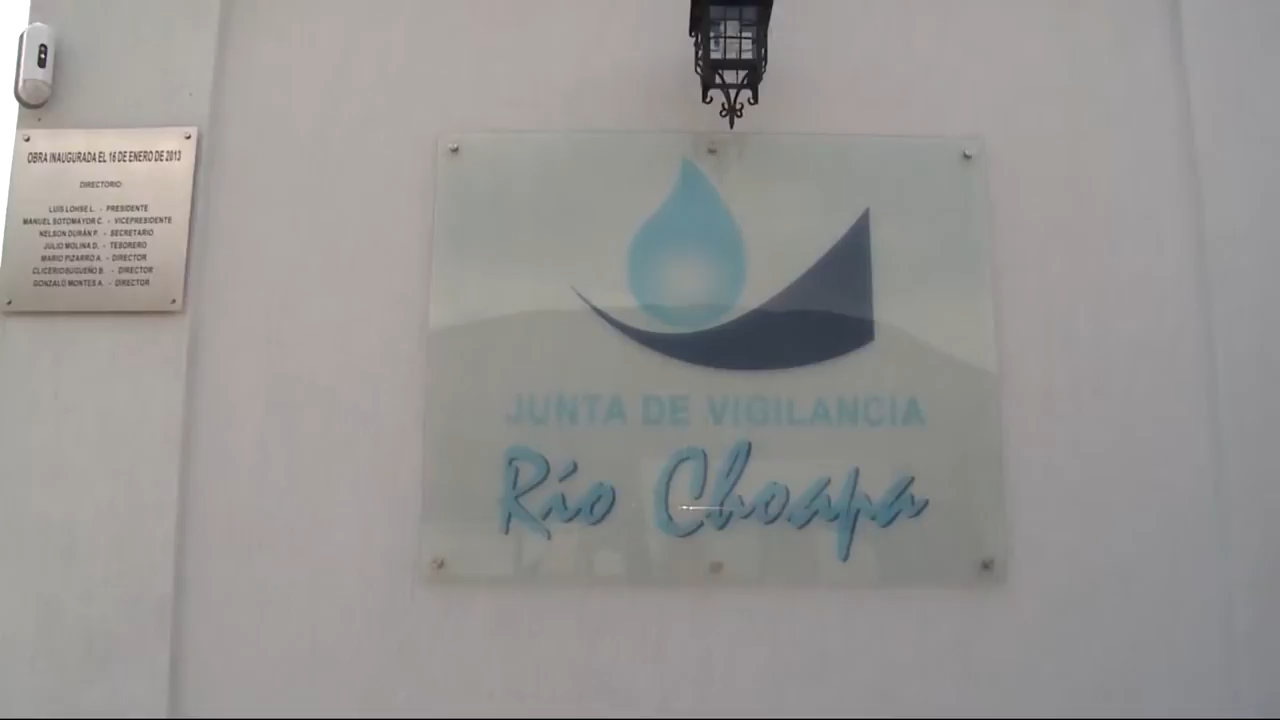 OBRA INAUGURADA EL 16 DE ENERO DE 2013
DIRECTORIO:
LUIS LOHSE L. - PRESIDENTE
MANUEL SOTOMAYOR C. - VICEPRESIDENTE
NELSON DURÁN P. - SECRETARIO
JULIO MOLINA D. - TESORERO
MARIO PIZARRO A. - DIRECTOR
CLICERIO BUGUEÑO B. - DIRECTOR
GONZALO MONTES A. - DIRECTOR
JUNTA DE VIGILANCIA
Río Choapa